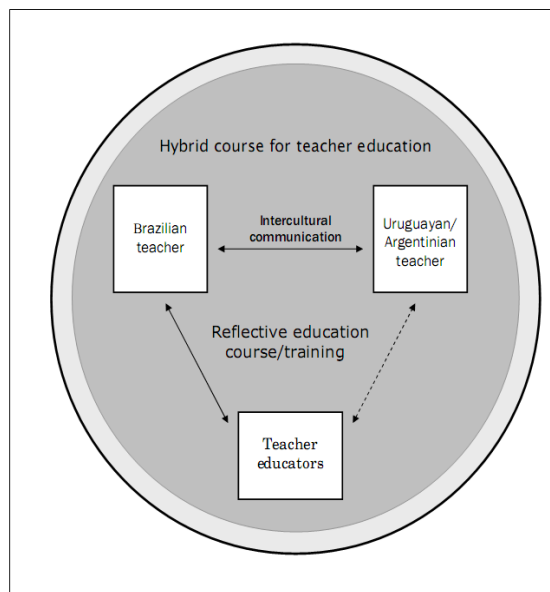 Hybrid course for teacher education
Brazilian
teacher
Intercultural
communication
Uruguayan/
Argentinian
teacher
Reflective education
course/training
Teacher
educators